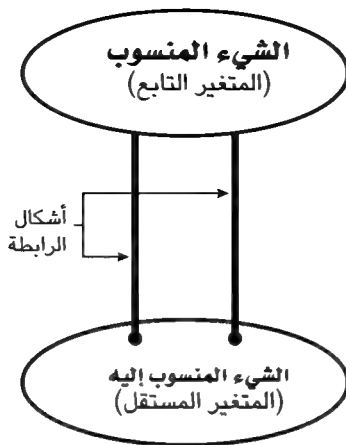 الشيء المنسوب
(المتغير التابع)
أشكال
الرابطة
الشيء المنسوب إليه
(المتغير المستقل)